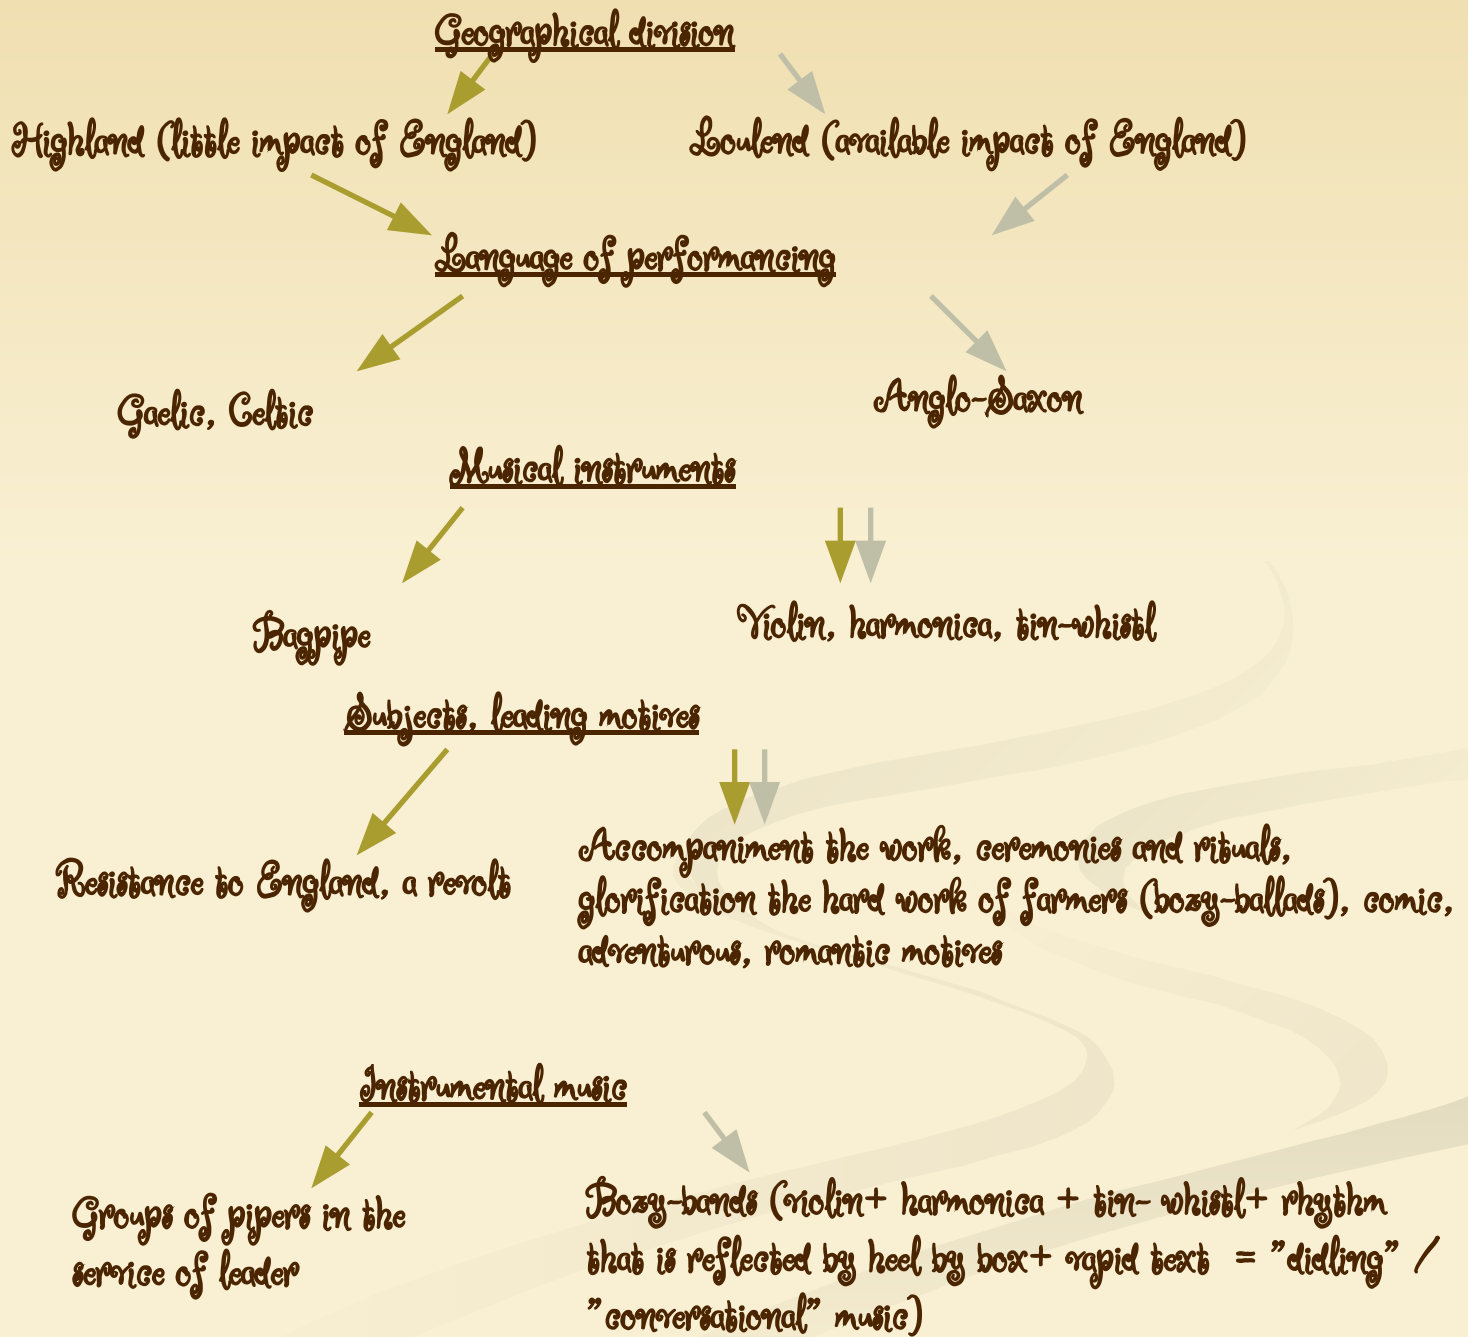 Geographical division
Highland (little impact of England)
Loulend (available impact of England)
Language of performancing
Gaelic, Celtic
Anglo-Saxon
Musical instruments
Bagpipe
Violin, harmonica, tin-whistl
Subjects, leading motives
Resistance to England, a revolt
Accompaniment the work, ceremonies and rituals,
glorification the hard work of farmers (bozy-ballads), comic,
adventurous, romantic motives
Instrumental music
Groups of pipers in the
service of leader
Bozy-bands (violin+ harmonica + tin- whistl+ rhythm
that is reflected by heel by box+ rapid text = "didling" /
"conversational" music)